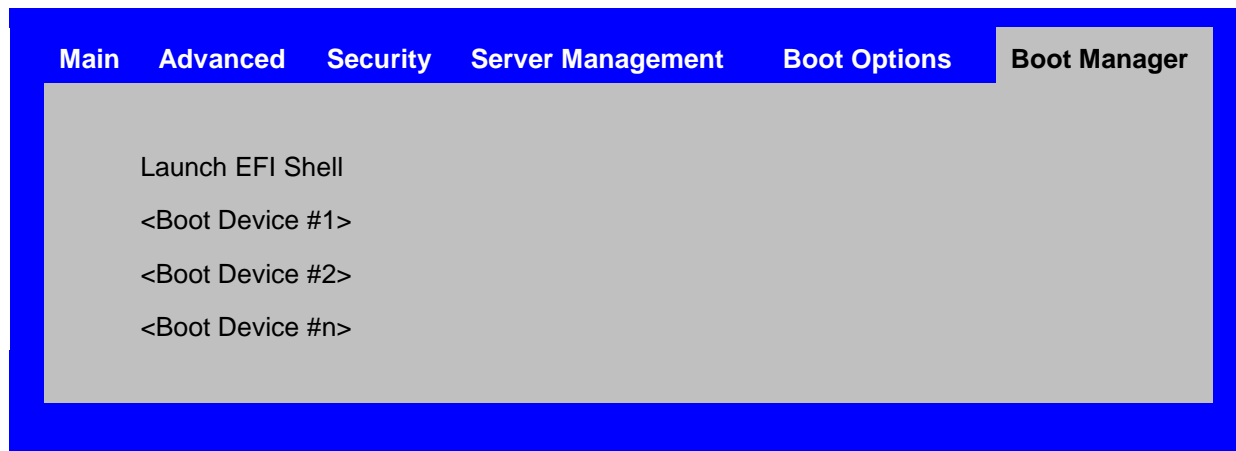 Main Advanced Security Server Management Boot Options Boot Manager
Launch EFI Shell
<Boot Device #1>
<Boot Device #2>
<Boot Device #n>